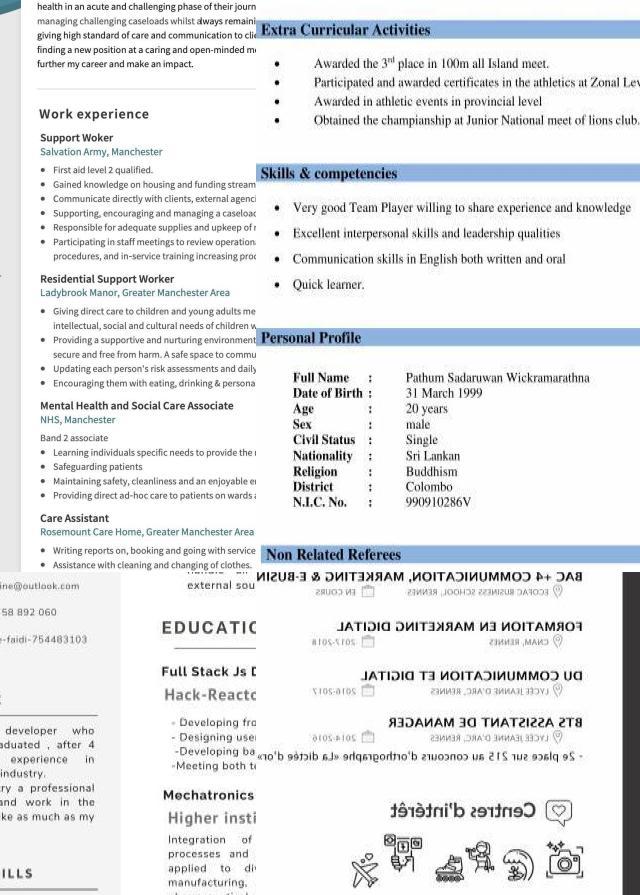 health in an acute and challenging phase of their journ
managing challenging caseloads whilst always remaini
giving high standard of care and communication to clie
finding a new position at a caring and open-minded me
further my career and make an impact.
Work experience
Support Woker
Salvation Army, Manchester
• First aid level 2 qualified.
• Gained knowledge on housing and funding stream
• Communicate directly with clients, external agenci
• Supporting, encouraging and managing a caseload
• Responsible for adequate supplies and upkeep of r
• Participating in staff meetings to review operation
procedures, and in-service training increasing prod
Residential Support Worker
Ladybrook Manor, Greater Manchester Area
• Giving direct care to children and young adults me
intellectual, social and cultural needs of children w
• Providing a supportive and nurturing environment
secure and free from harm. A safe space to commu
• Updating each person's risk assessments and daily
• Encouraging them with eating, drinking & persona
Mental Health and Social Care Associate
NHS, Manchester
Band 2 associate
• Learning individuals specific needs to provide the r
• Safeguarding patients
• Maintaining safety, cleanliness and an enjoyable en
• Providing direct ad-hoc care to patients on wards a
Care Assistant
Rosemount Care Home, Greater Manchester Area
• Writing reports on, booking and going with service
• Assistance with cleaning and changing of clothes.
Extra Curricular Activities
• Awarded the 3rd place in 100m all Island meet.
• Participated and awarded certificates in the athletics at Zonal Lev
• Awarded in athletic events in provincial level
• Obtained the champianship at Junior National meet of lions club.
Skills & competencies
• Very good Team Player willing to share experience and knowledge
• Excellent interpersonal skills and leadership qualities
• Communication skills in English both written and oral
• Quick learner.
Personal Profile
Full Name : Pathum Sadaruwan Wickramarathna
Date of Birth : 31 March 1999
Age : 20 years
Sex : male
Civil Status : Single
Nationality : Sri Lankan
Religion : Buddhism
District : Colombo
N.I.C. No. : 990910286V
Non Related Referees
ine@outlook.com
58 892 060
e-faidi-754483103
developer who
aduated , after 4
experience in
industry.
ry a professional
and work in the
ke as much as my
ILLS
external sou
EDUCATIO
Full Stack Js D
Hack-Reacto
- Developing fro
- Designing user
-Developing ba
-Meeting both t
Mechatronics
Higher insti
Integration of
processes and
applied to di
manufacturing,
BAC +4 COMMUNICATION, MARKETING & E-BUSIN
ECOFAC BUSINESS SCHOOL, RENNES EN COURS
FORMATION EN MARKETING DIGITAL
CNAM, RENNES 2017-2018
DU COMMUNICATION ET DIGITAL
LYCEE JEANNE D'ARC, RENNES 2016-2017
BTS ASSISTANT DE MANAGER
LYCEE JEANNE D'ARC, RENNES 2014-2016
- 2e place sur 215 au concours d'orthographe «La dictée d'or»
Centres d'intérêt